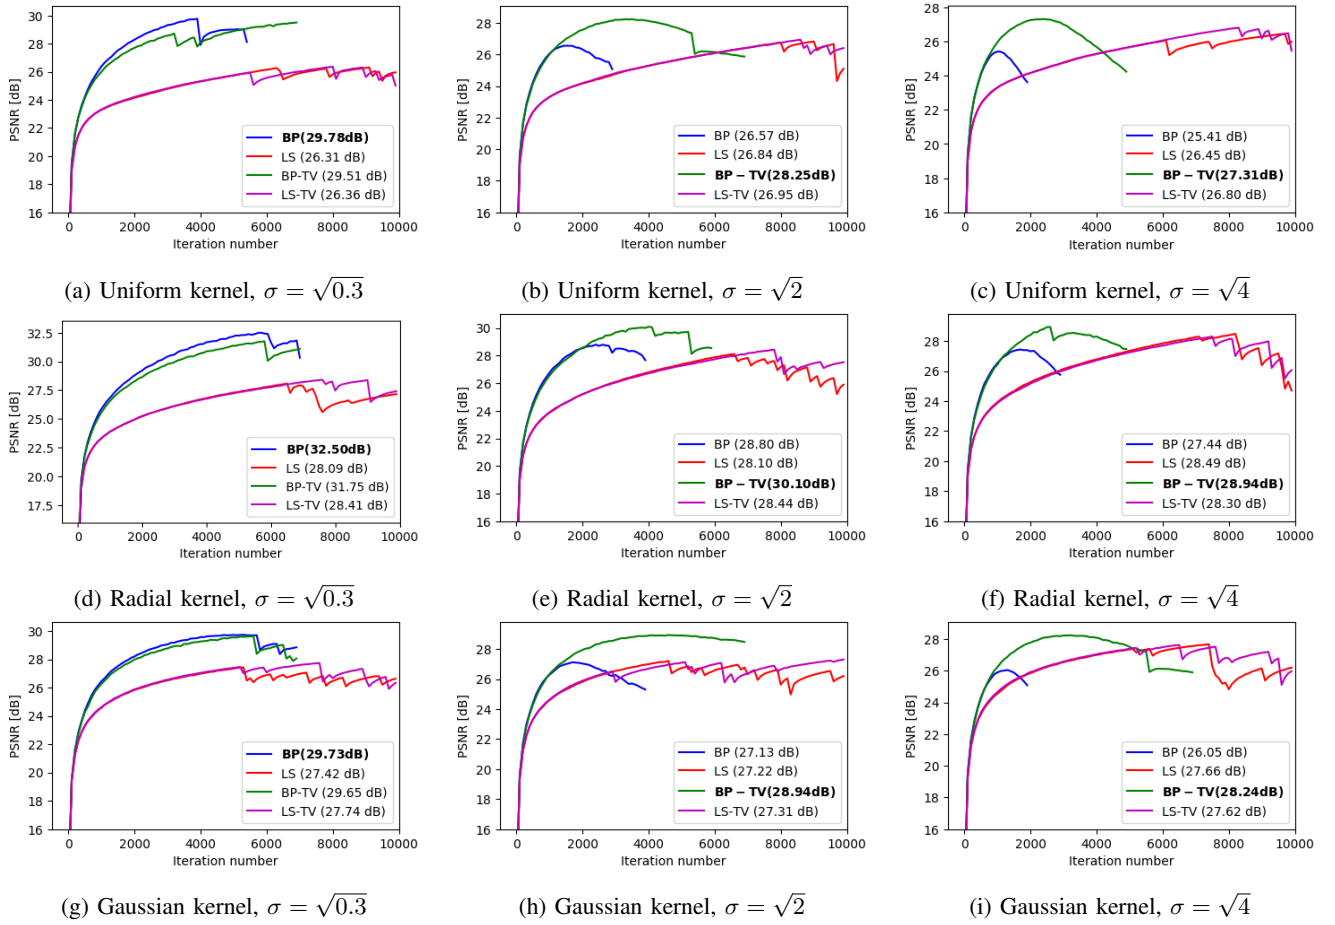 30
28
26
24
22
20
18
16
PSNR [dB]
BP(29.78dB)
LS (26.31 dB)
BP-TV (29.51 dB)
LS-TV (26.36 dB)
0 2000 4000 6000 8000 10000
Iteration number
(a) Uniform kernel, σ = √0.3
28
26
24
22
20
18
16
PSNR [dB]
BP (26.57 dB)
LS (26.84 dB)
BP − TV(28.25dB)
LS-TV (26.95 dB)
0 2000 4000 6000 8000 10000
Iteration number
(b) Uniform kernel, σ = √2
28
26
24
22
20
18
16
PSNR [dB]
BP (25.41 dB)
LS (26.45 dB)
BP − TV(27.31dB)
LS-TV (26.80 dB)
0 2000 4000 6000 8000 10000
Iteration number
(c) Uniform kernel, σ = √4
32.5
30.0
27.5
25.0
22.5
20.0
17.5
PSNR [dB]
BP(32.50dB)
LS (28.09 dB)
BP-TV (31.75 dB)
LS-TV (28.41 dB)
0 2000 4000 6000 8000 10000
Iteration number
(d) Radial kernel, σ = √0.3
30
28
26
24
22
20
18
16
PSNR [dB]
BP (28.80 dB)
LS (28.10 dB)
BP − TV(30.10dB)
LS-TV (28.44 dB)
0 2000 4000 6000 8000 10000
Iteration number
(e) Radial kernel, σ = √2
28
26
24
22
20
18
16
PSNR [dB]
BP (27.44 dB)
LS (28.49 dB)
BP − TV(28.94dB)
LS-TV (28.30 dB)
0 2000 4000 6000 8000 10000
Iteration number
(f) Radial kernel, σ = √4
30
28
26
24
22
20
18
16
PSNR [dB]
BP(29.73dB)
LS (27.42 dB)
BP-TV (29.65 dB)
LS-TV (27.74 dB)
0 2000 4000 6000 8000 10000
Iteration number
(g) Gaussian kernel, σ = √0.3
28
26
24
22
20
18
16
PSNR [dB]
BP (27.13 dB)
LS (27.22 dB)
BP − TV(28.94dB)
LS-TV (27.31 dB)
0 2000 4000 6000 8000 10000
Iteration number
(h) Gaussian kernel, σ = √2
28
26
24
22
20
18
16
PSNR [dB]
BP (26.05 dB)
LS (27.66 dB)
BP − TV(28.24dB)
LS-TV (27.62 dB)
0 2000 4000 6000 8000 10000
Iteration number
(i) Gaussian kernel, σ = √4